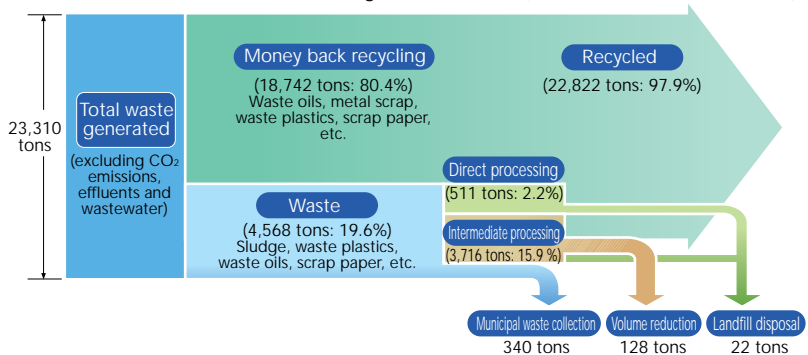 23,310
tons
Total waste
generated
(excluding CO₂
emissions,
effluents and
wastewater)
Money back recycling
(18,742 tons: 80.4%)
Waste oils, metal scrap,
waste plastics, scrap paper,
etc.
Recycled
(22,822 tons: 97.9%)
Waste
(4,568 tons: 19.6%)
Sludge, waste plastics,
waste oils, scrap paper, etc.
Direct processing
(511 tons: 2.2%)
Intermediate processing
(3,716 tons: 15.9 %)
Municipal waste collection
340 tons
Volume reduction
128 tons
Landfill disposal
22 tons